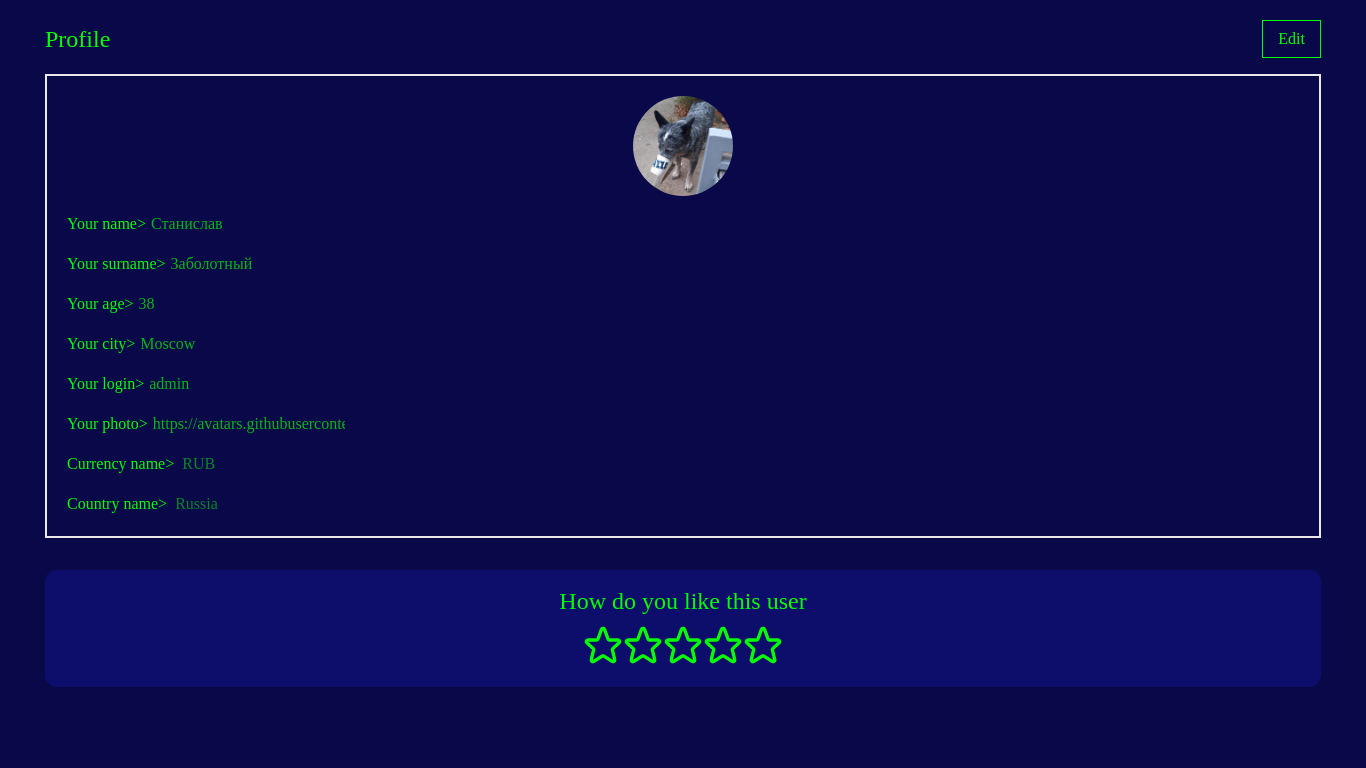 Profile
Edit
Your name> Станислав
Your surname> Заболотный
Your age> 38
Your city> Moscow
Your login> admin
Your photo> https://avatars.githubuserconte
Currency name> RUB
Country name> Russia
How do you like this user